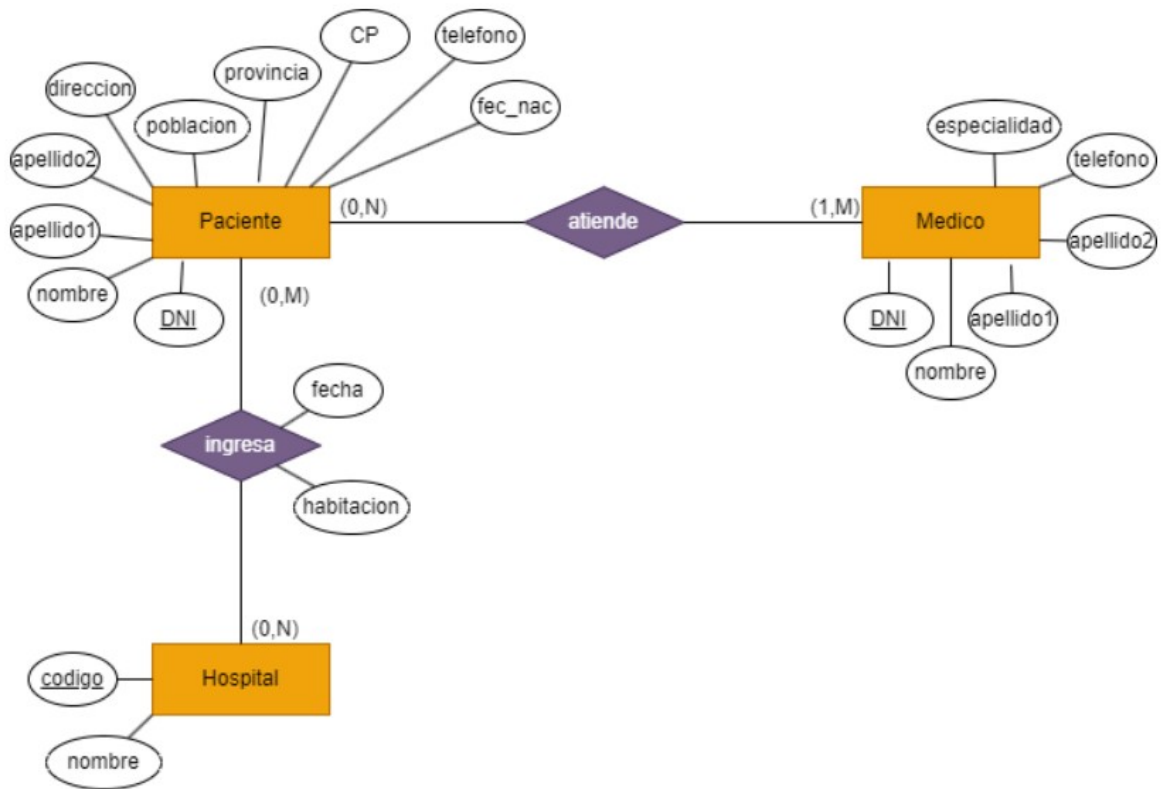 CP
telefono
provincia
direccion
fec_nac
poblacion
especialidad
apellido2
telefono
Paciente
(0,N)
atiende
(1,M)
Medico
apellido1
apellido2
nombre
(0,M)
DNI
DNI
apellido1
nombre
fecha
ingresa
habitacion
(0,N)
codigo
Hospital
nombre